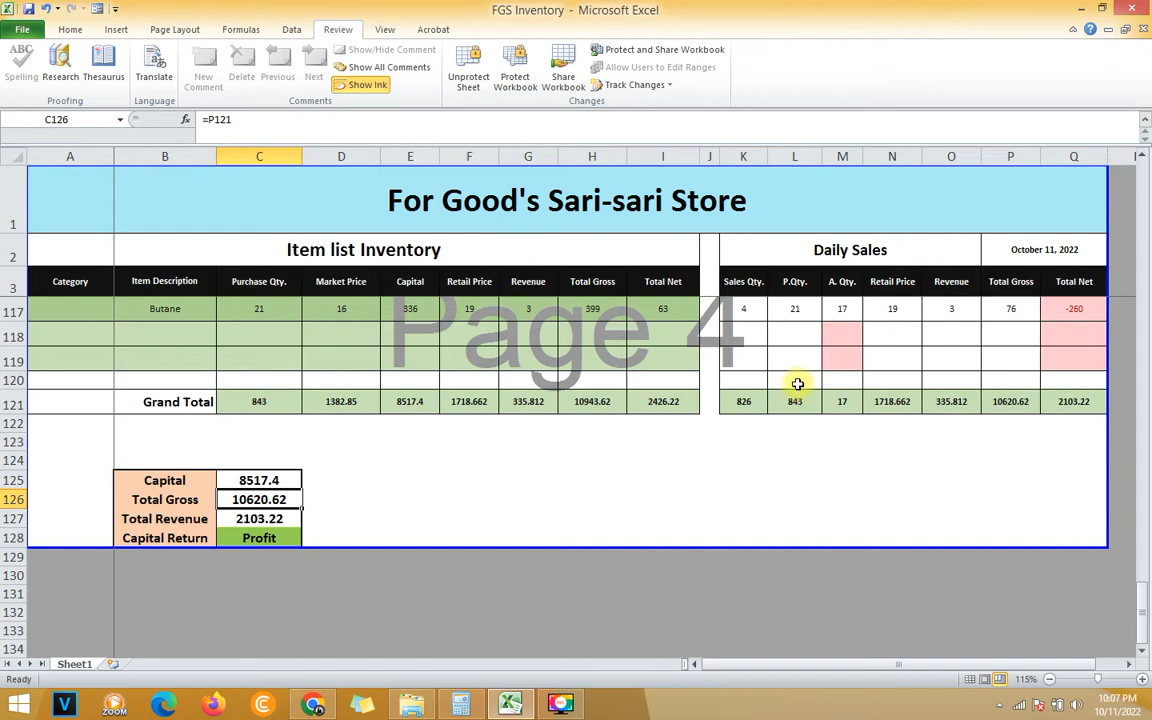 FGS Inventory - Microsoft Excel
File Home Insert Page Layout Formulas Data Review View Acrobat
ABC
Spelling Research Thesaurus Translate New Comment Delete Previous Next Show/Hide Comment
Show All Comments
Show Ink
Unprotect Sheet Protect Workbook Share Workbook
Protect and Share Workbook
Allow Users to Edit Ranges
Track Changes
Proofing Language Comments Changes
C126 fx =P121
A B C D E F G H I J K L M N O P Q
1 For Good's Sari-sari Store
2 Item list Inventory Daily Sales October 11, 2022
3 Category Item Description Purchase Qty. Market Price Capital Retail Price Revenue Total Gross Total Net Sales Qty. P.Qty. A. Qty. Retail Price Revenue Total Gross Total Net
117 Butane 21 16 336 19 3 399 63 4 21 17 19 3 76 -260
Page 4
118
119
120
121 Grand Total 843 1382.85 8517.4 1718.662 335.812 10943.62 2426.22 826 843 17 1718.662 335.812 10620.62 2103.22
122
123
124
125 Capital 8517.4
126 Total Gross 10620.62
127 Total Revenue 2103.22
128 Capital Return Profit
129
130
131
132
133
134
Sheet1
Ready 115%
V ZOOM C 10:07 PM
10/11/2022